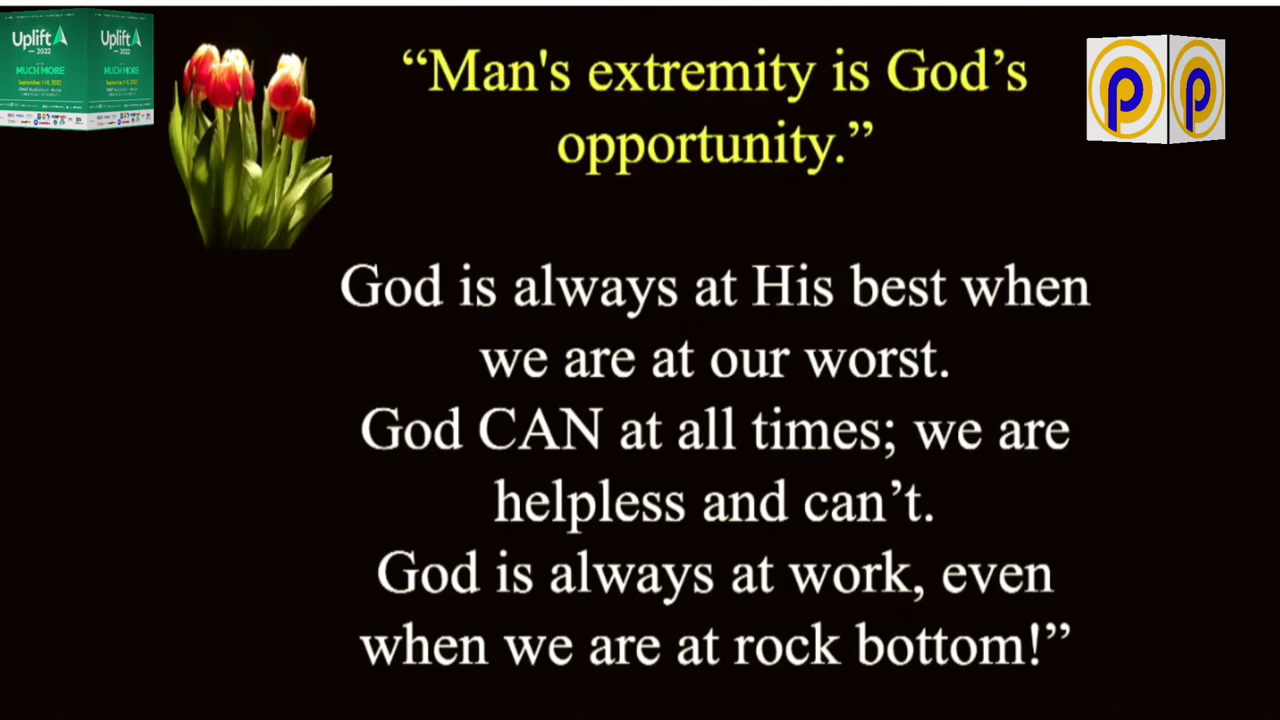 Uplift
2022
MUCH MORE
Uplift
2022
MUCH MORE
“Man's extremity is God’s
opportunity.”
God is always at His best when
we are at our worst.
God CAN at all times; we are
helpless and can’t.
God is always at work, even
when we are at rock bottom!”
p
p